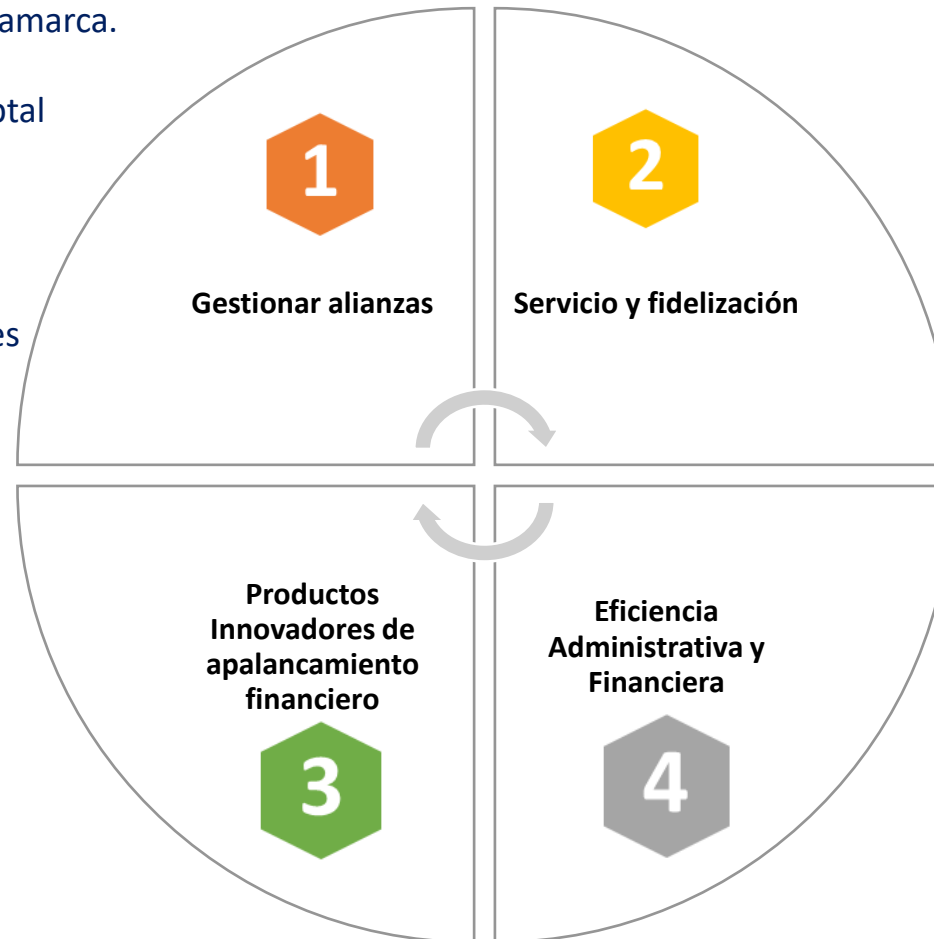 amarca.
otal
es
1
2
Gestionar alianzas
Servicio y fidelización
Productos
Innovadores de
apalancamiento
financiero
3
Eficiencia
Administrativa y
Financiera
4